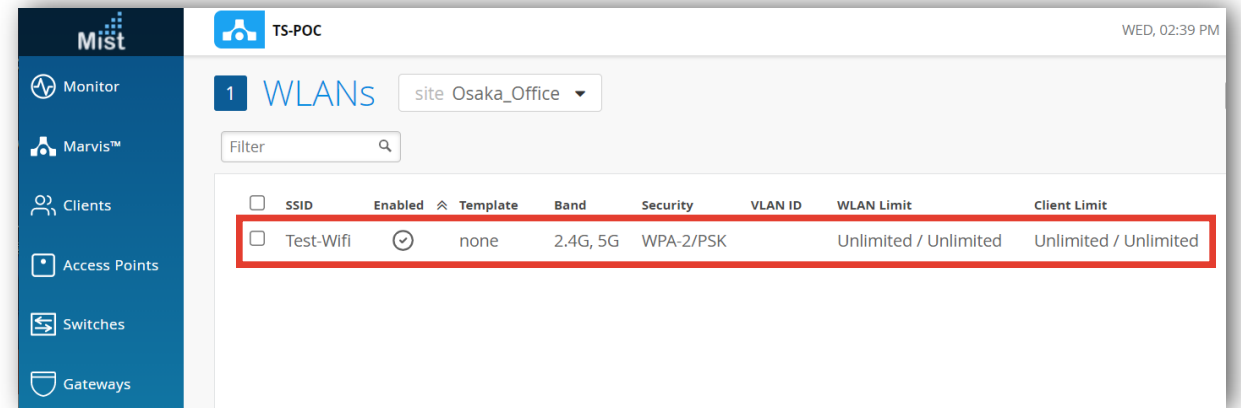 Mist
TS-POC
WED, 02:39 PM
Monitor
Marvis™
Clients
Access Points
Switches
Gateways
1 WLANs site Osaka_Office
Filter
SSID Enabled Template Band Security VLAN ID WLAN Limit Client Limit
Test-Wifi none 2.4G, 5G WPA-2/PSK Unlimited / Unlimited Unlimited / Unlimited